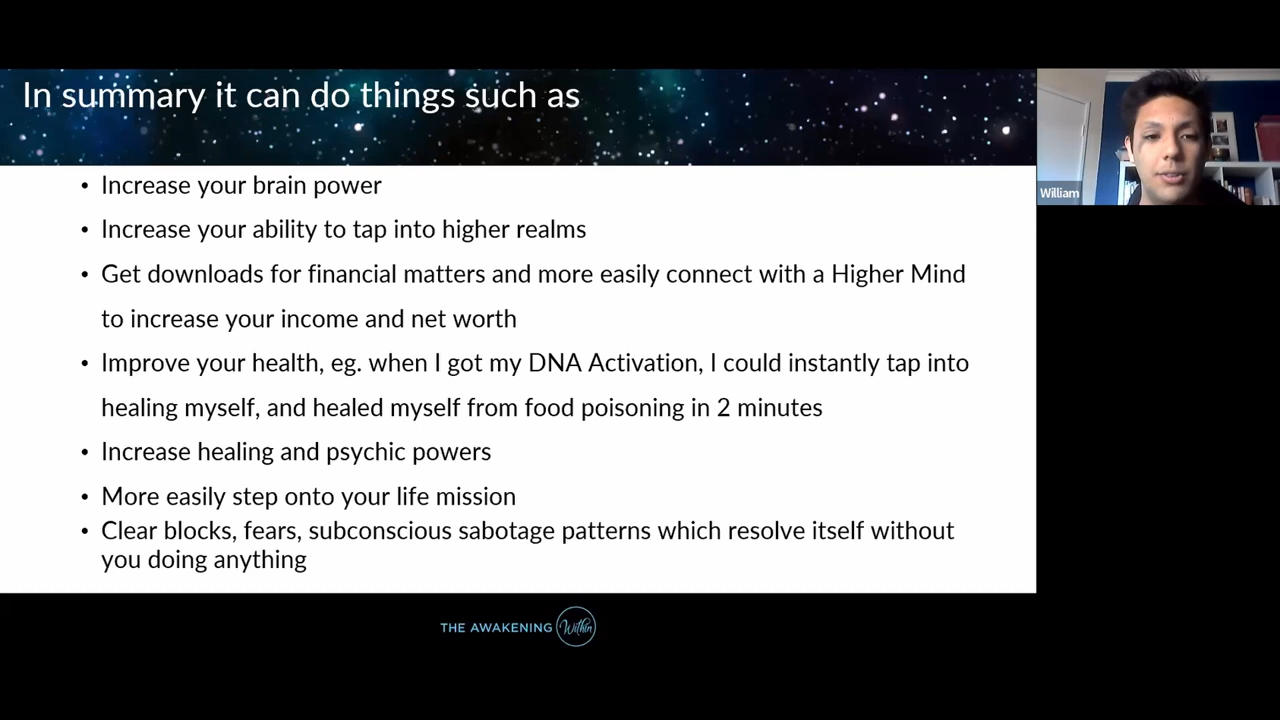 In summary it can do things such as
William
• Increase your brain power
• Increase your ability to tap into higher realms
• Get downloads for financial matters and more easily connect with a Higher Mind
to increase your income and net worth
• Improve your health, eg. when I got my DNA Activation, I could instantly tap into
healing myself, and healed myself from food poisoning in 2 minutes
• Increase healing and psychic powers
• More easily step onto your life mission
• Clear blocks, fears, subconscious sabotage patterns which resolve itself without
you doing anything
THE AWAKENING Within